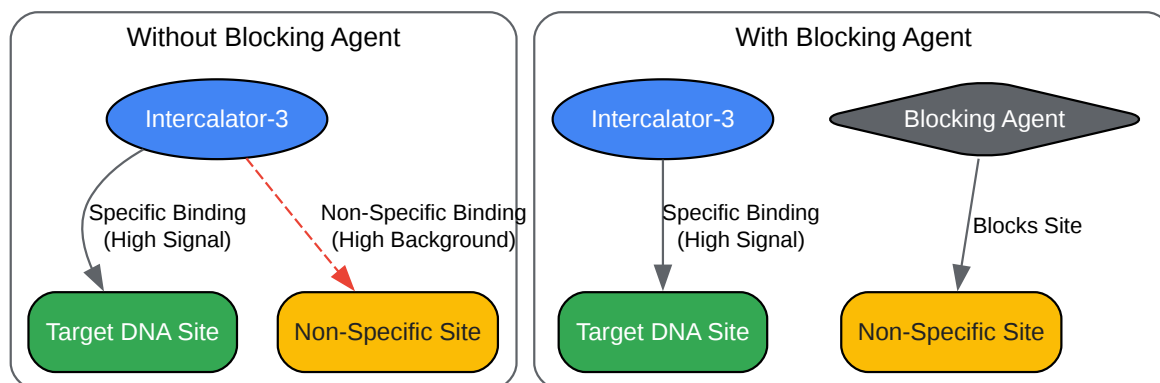 Without Blocking Agent
Intercalator-3
Specific Binding
(High Signal)
Non-Specific Binding
(High Background)
Target DNA Site
Non-Specific Site
With Blocking Agent
Intercalator-3
Blocking Agent
Specific Binding
(High Signal)
Blocks Site
Target DNA Site
Non-Specific Site